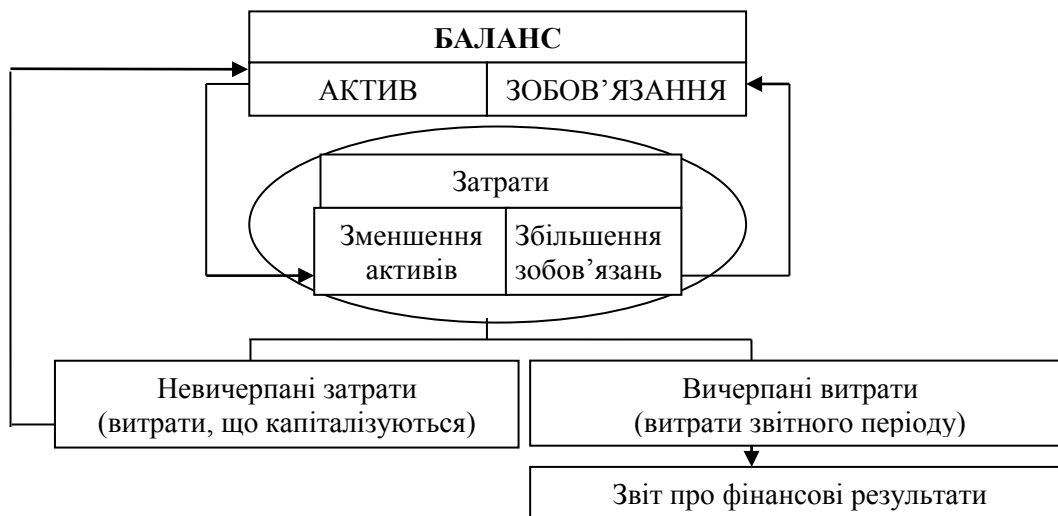 БАЛАНС
АКТИВ
ЗОБОВ’ЯЗАННЯ
Затрати
Зменшення
активів
Збільшення
зобов’язань
Невичерпані затрати
(витрати, що капіталізуються)
Вичерпані витрати
(витрати звітного періоду)
Звіт про фінансові результати